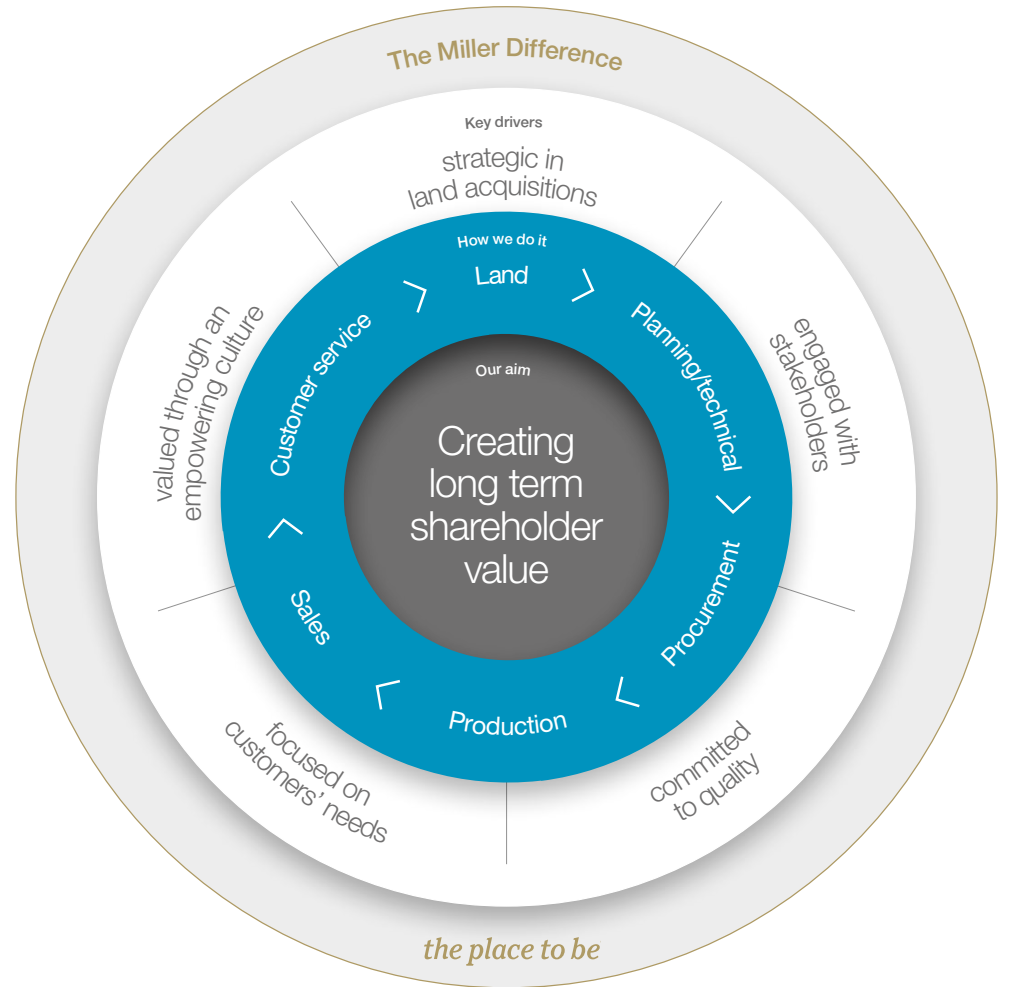 The Miller Difference
Key drivers
strategic in
land acquisitions
engaged with
stakeholders
committed
to quality
focused on
customers’ needs
valued through an
empowering culture
How we do it
Land
Planning/technical
Procurement
Production
Sales
Customer service
Our aim
Creating
long term
shareholder
value
the place to be